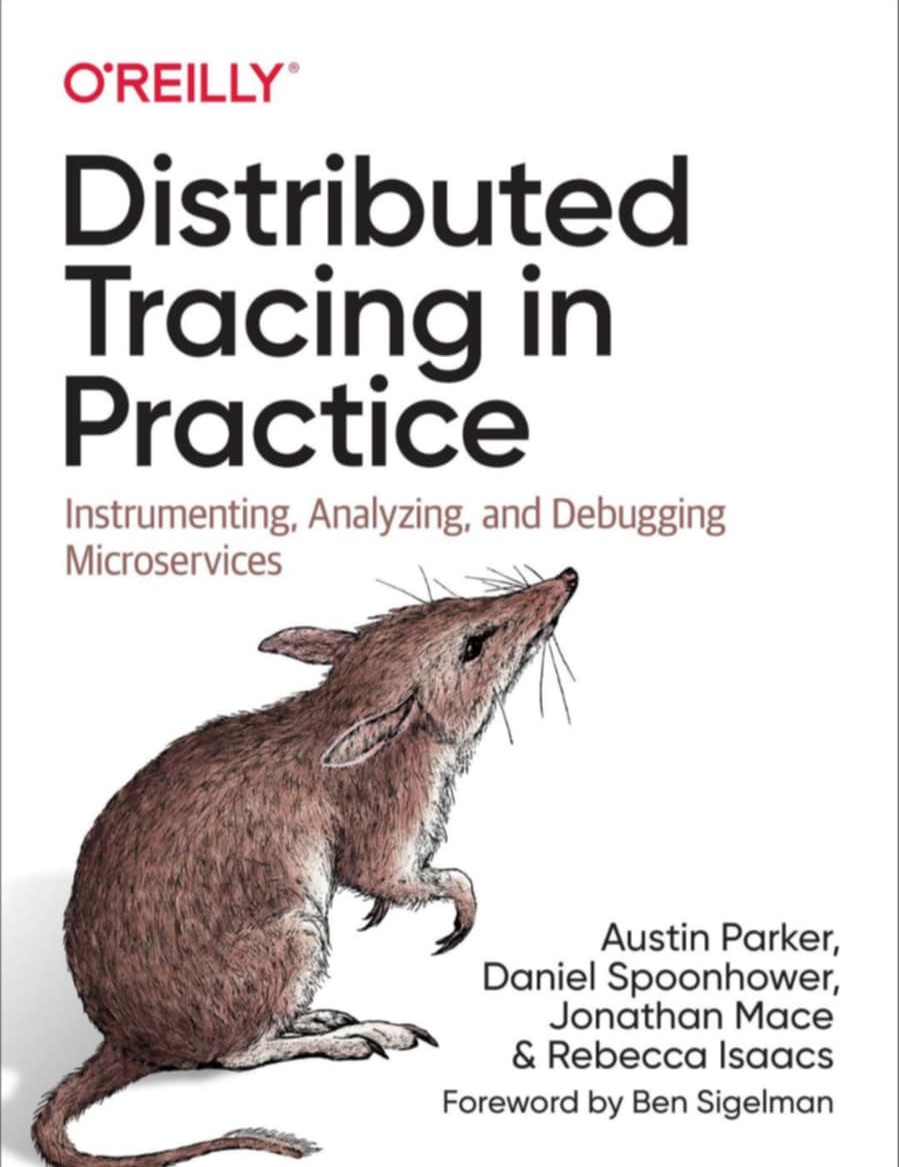 O'REILLY®
Distributed
Tracing in
Practice
Instrumenting, Analyzing, and Debugging
Microservices
Austin Parker,
Daniel Spoonhower,
Jonathan Mace
& Rebecca Isaacs
Foreword by Ben Sigelman